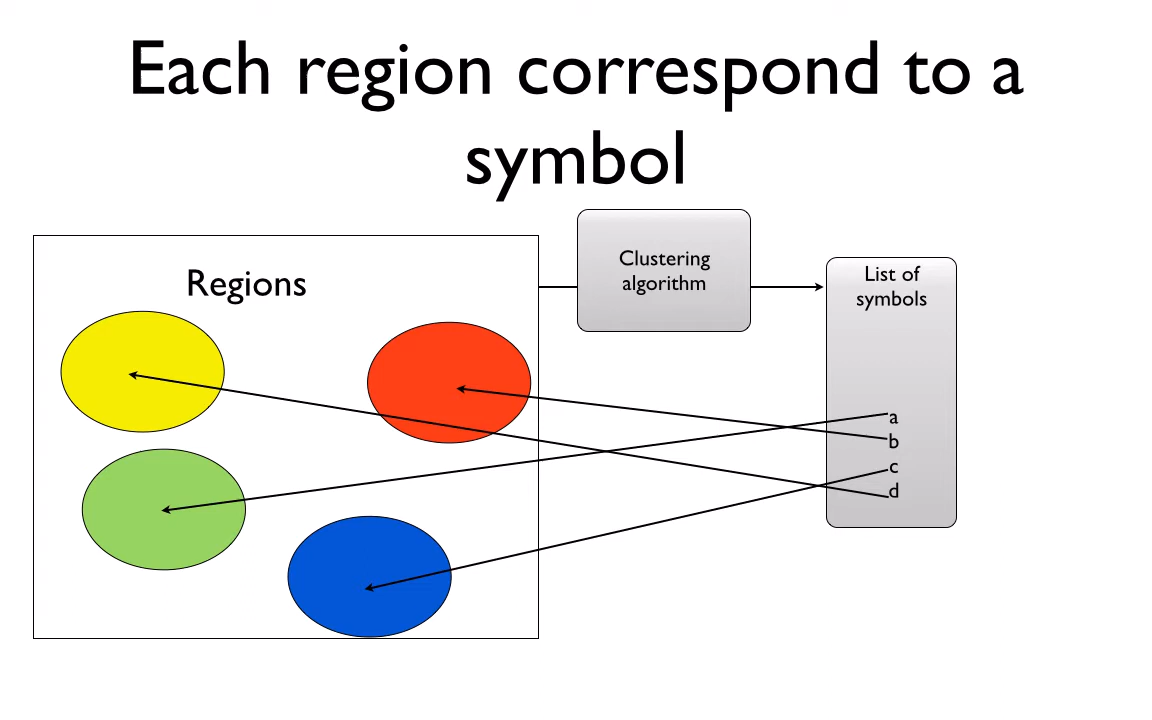 Each region correspond to a
symbol
Regions
Clustering
algorithm
List of
symbols
a
b
c
d